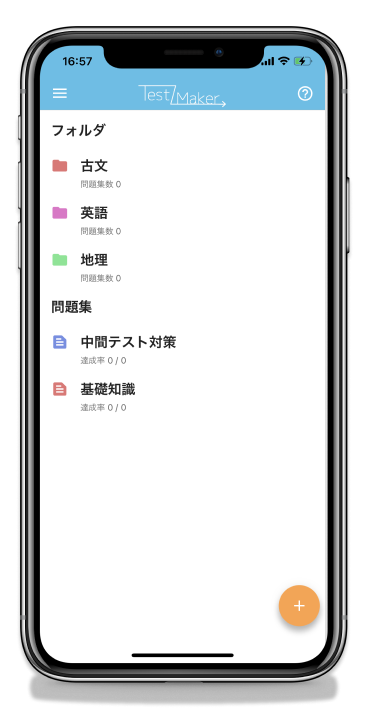 16:57
Test Maker
フォルダ
古文
問題集数 0
英語
問題集数 0
地理
問題集数 0
問題集
中間テスト対策
達成率 0 / 0
基礎知識
達成率 0 / 0